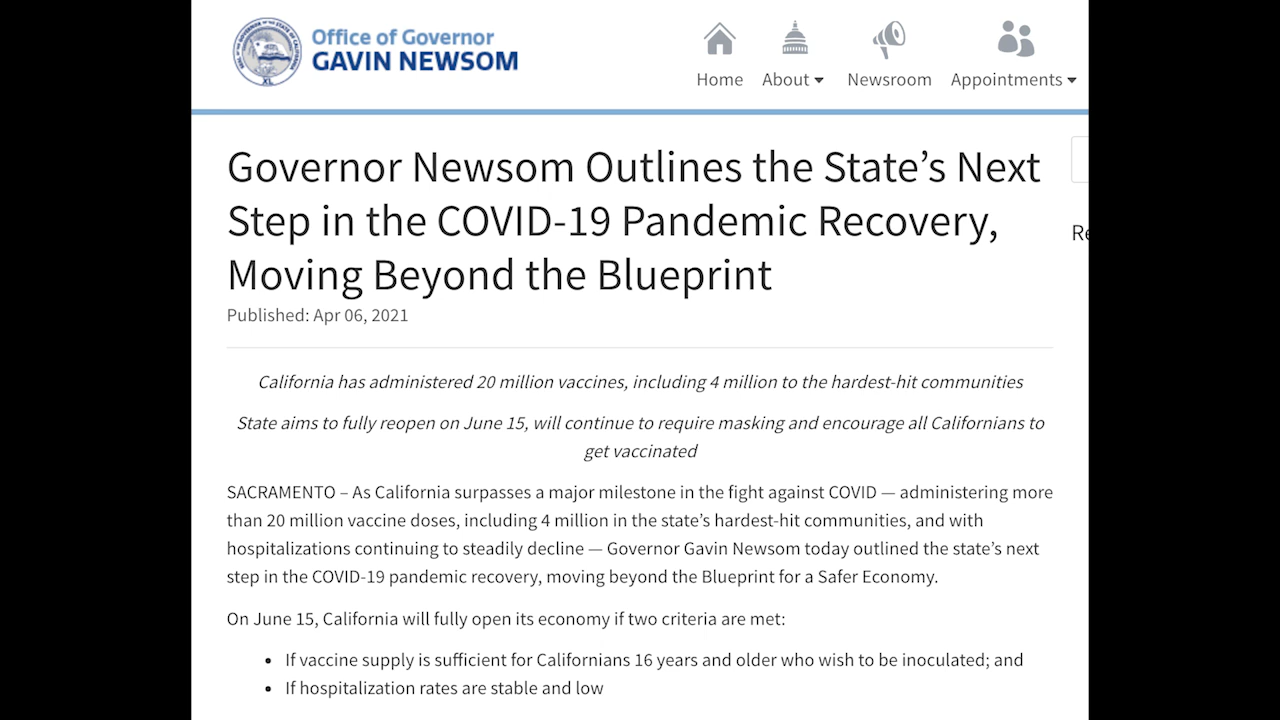 Office of Governor
GAVIN NEWSOM
Home
About
Newsroom
Appointments
Governor Newsom Outlines the State’s Next
Step in the COVID-19 Pandemic Recovery,
Moving Beyond the Blueprint
Published: Apr 06, 2021
California has administered 20 million vaccines, including 4 million to the hardest-hit communities
State aims to fully reopen on June 15, will continue to require masking and encourage all Californians to
get vaccinated
SACRAMENTO – As California surpasses a major milestone in the fight against COVID — administering more
than 20 million vaccine doses, including 4 million in the state’s hardest-hit communities, and with
hospitalizations continuing to steadily decline — Governor Gavin Newsom today outlined the state’s next
step in the COVID-19 pandemic recovery, moving beyond the Blueprint for a Safer Economy.
On June 15, California will fully open its economy if two criteria are met:
• If vaccine supply is sufficient for Californians 16 years and older who wish to be inoculated; and
• If hospitalization rates are stable and low